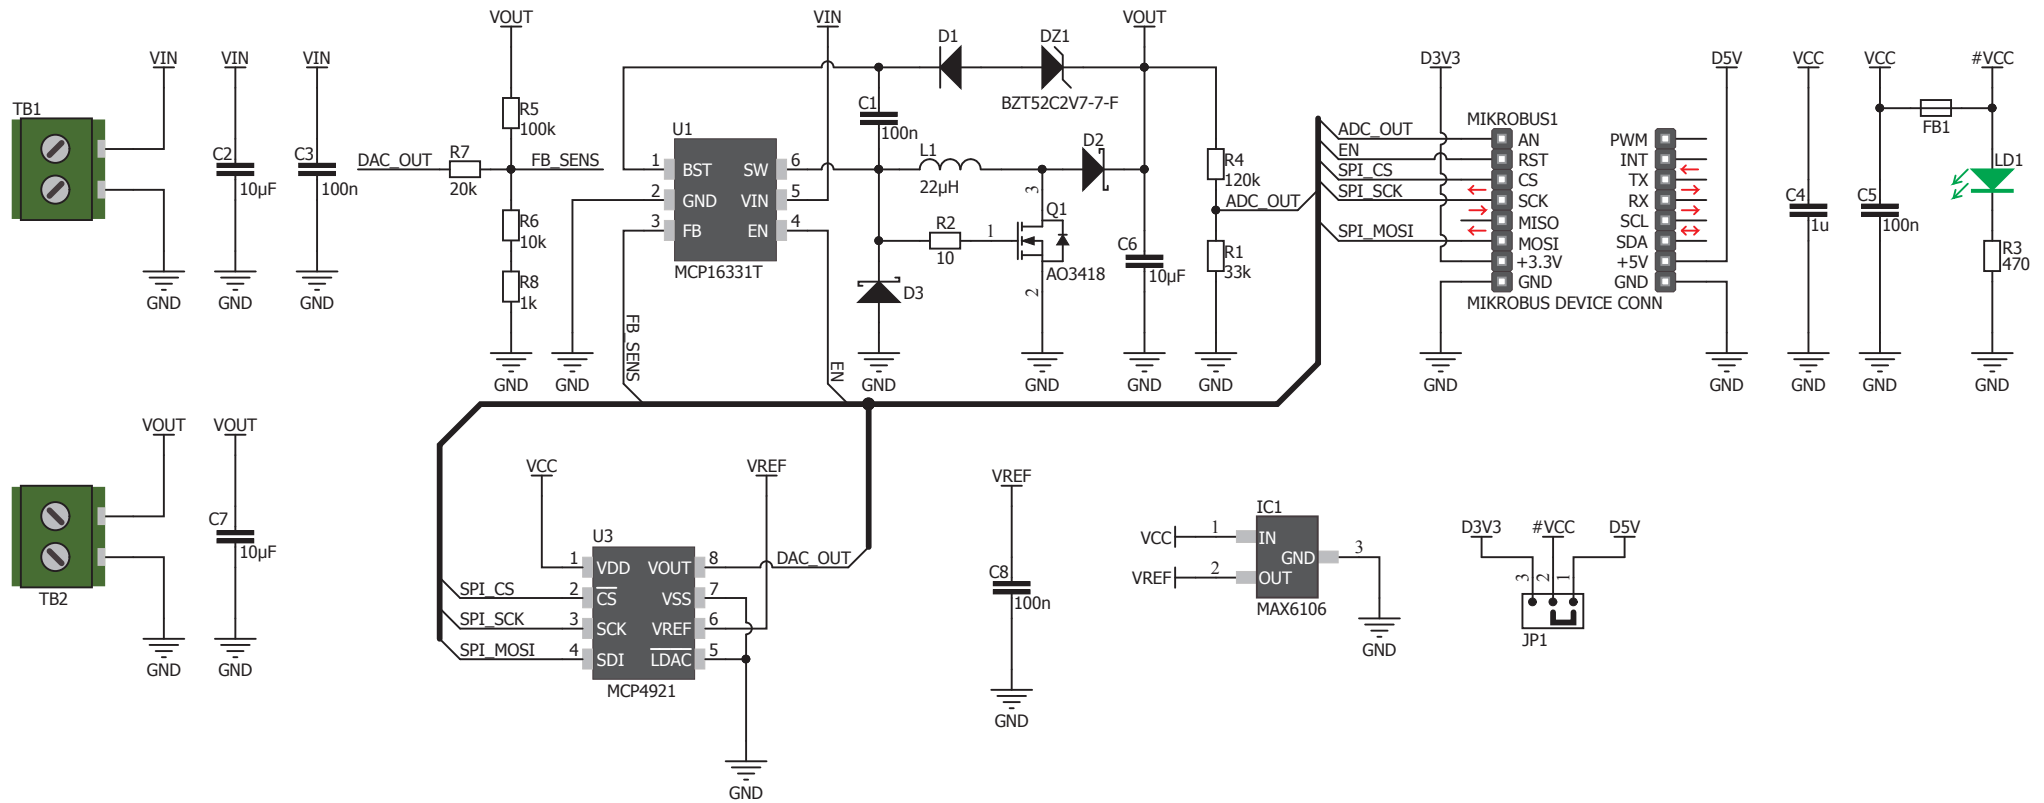 VOUT
VIN
VOUT
VIN
VIN
VIN
D1
DZ1
D3V3
D5V
VCC
VCC
#VCC
BZT52C2V7-7-F
TB1
R5
100k
C1
100n
U1
MIKROBUS1
FB1
ADC_OUT
AN
PWM
EN
RST
INT
SPI_CS
CS
TX
SPI_SCK
SCK
RX
MISO
SCL
SPI_MOSI
MOSI
SDA
+3.3V
+5V
GND
GND
MIKROBUS DEVICE CONN
C2
10µF
C3
100n
DAC_OUT
R7
20k
FB_SENS
1
BST
SW
6
2
GND
VIN
5
3
FB
EN
4
MCP16331T
L1
22µH
D2
R4
120k
ADC_OUT
LD1
C4
1u
C5
100n
R6
10k
R8
1k
R2
10
1
3
Q1
2
AO3418
D3
C6
10µF
R1
33k
R3
470
GND
GND
GND
FB_SENS
EN
GND
GND
GND
GND
GND
GND
GND
GND
GND
GND
GND
VOUT
VOUT
VCC
VREF
VREF
TB2
C7
10µF
GND
GND
U3
1
VDD
VOUT
8
DAC_OUT
SPI_CS
2
CS
VSS
7
SPI_SCK
3
SCK
VREF
6
SPI_MOSI
4
SDI
LDAC
5
MCP4921
GND
C8
100n
GND
IC1
VCC
1
IN
GND
3
VREF
2
OUT
MAX6106
GND
D3V3
#VCC
D5V
3
2
1
JP1